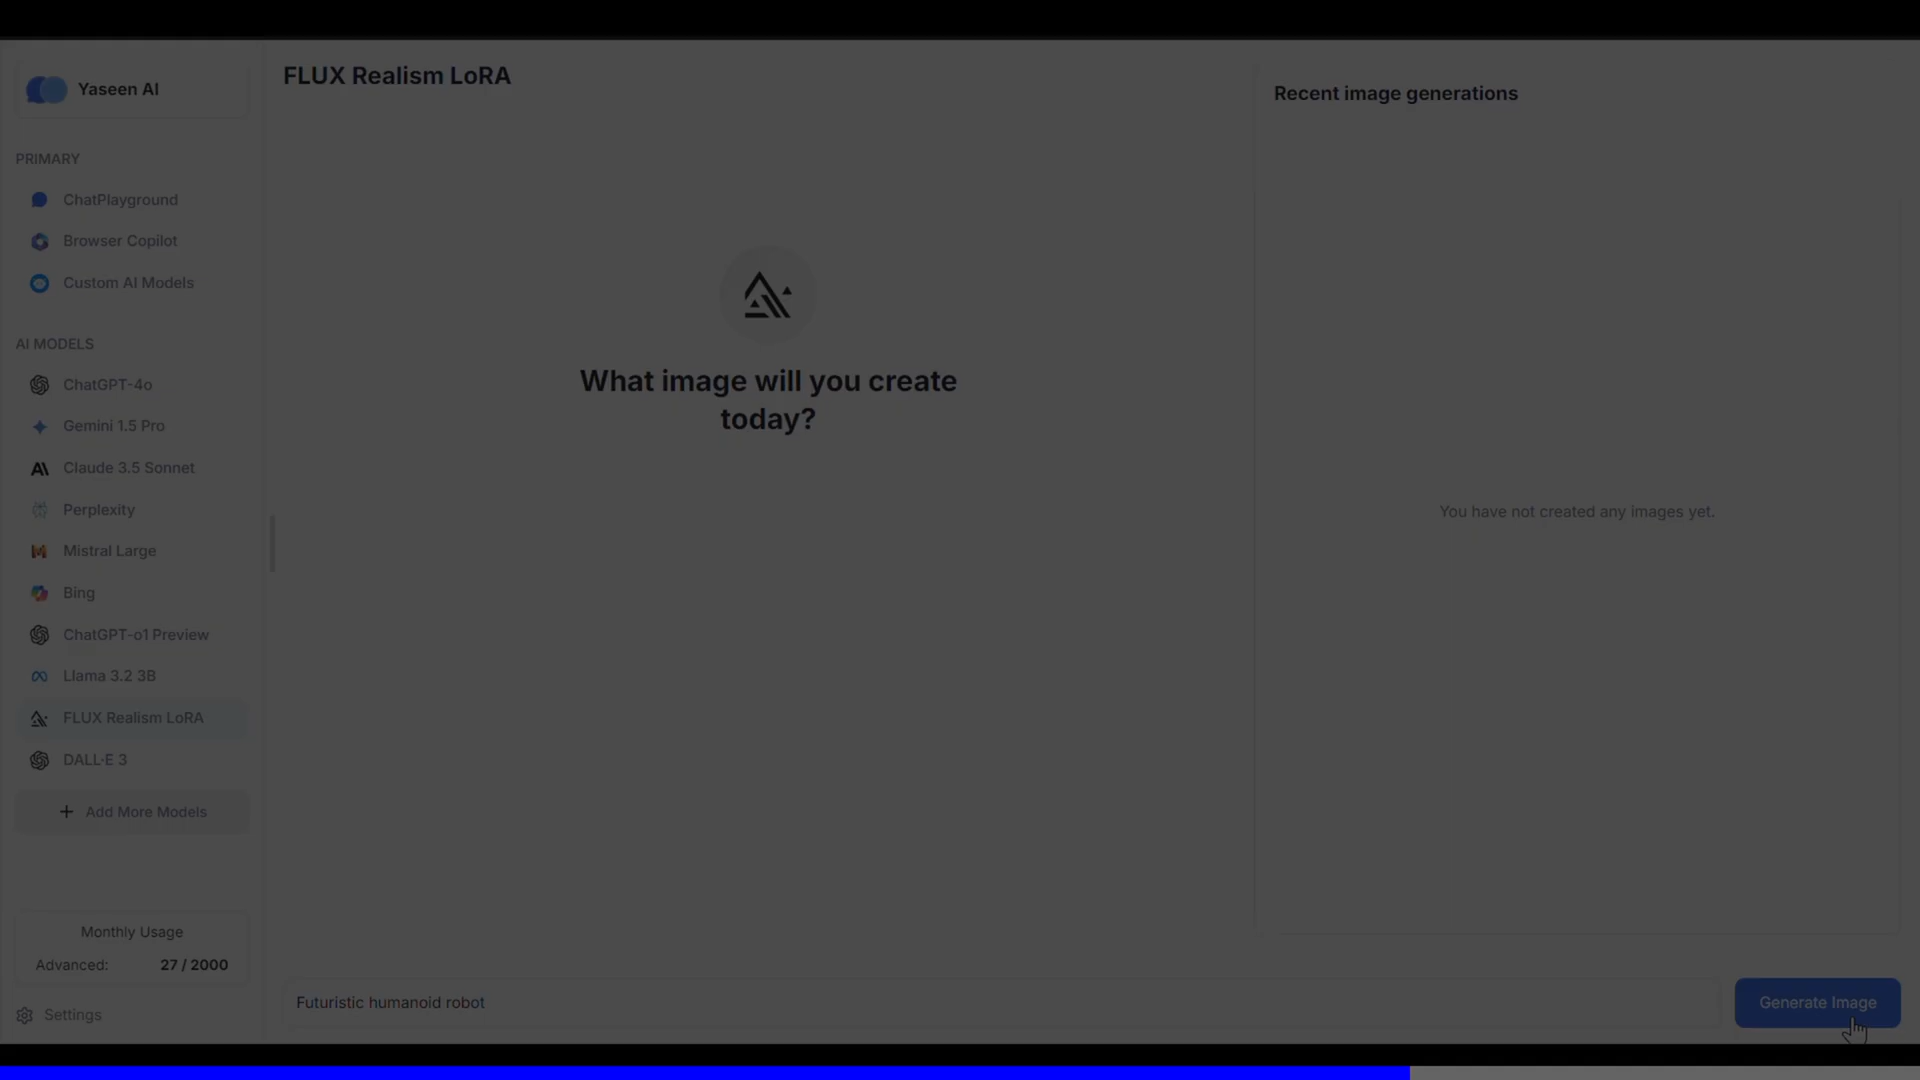 Yaseen AI
PRIMARY
ChatPlayground
Browser Copilot
Custom AI Models
AI MODELS
ChatGPT-4o
Gemini 1.5 Pro
Claude 3.5 Sonnet
Perplexity
Mistral Large
Bing
ChatGPT-o1 Preview
Llama 3.2 3B
FLUX Realism LoRA
DALL·E 3
Add More Models
Monthly Usage
Advanced: 27 / 2000
Settings
FLUX Realism LoRA
What image will you create
today?
Futuristic humanoid robot
Generate Image
Recent image generations
You have not created any images yet.